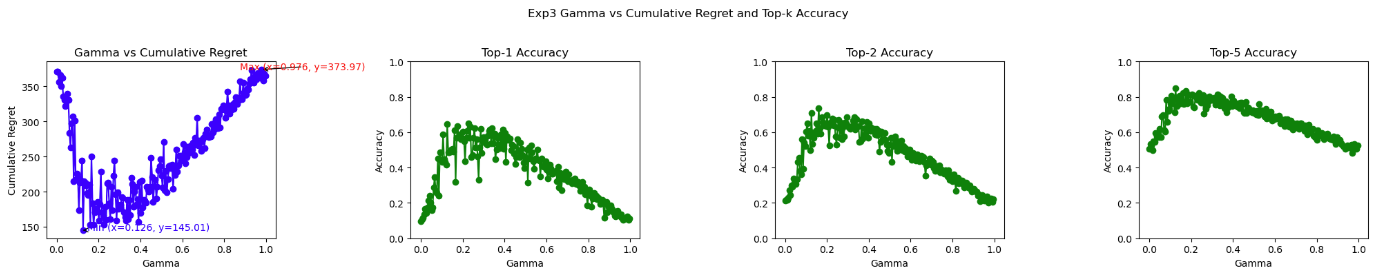 Exp3 Gamma vs Cumulative Regret and Top-k Accuracy
Gamma vs Cumulative Regret
Max (x=0.976, y=373.97)
Min (x=0.126, y=145.01)
Cumulative Regret
350
300
250
200
150
0.0 0.2 0.4 0.6 0.8 1.0
Gamma
Top-1 Accuracy
Accuracy
1.0
0.8
0.6
0.4
0.2
0.0
0.0 0.2 0.4 0.6 0.8 1.0
Gamma
Top-2 Accuracy
Accuracy
1.0
0.8
0.6
0.4
0.2
0.0
0.0 0.2 0.4 0.6 0.8 1.0
Gamma
Top-5 Accuracy
Accuracy
1.0
0.8
0.6
0.4
0.2
0.0
0.0 0.2 0.4 0.6 0.8 1.0
Gamma